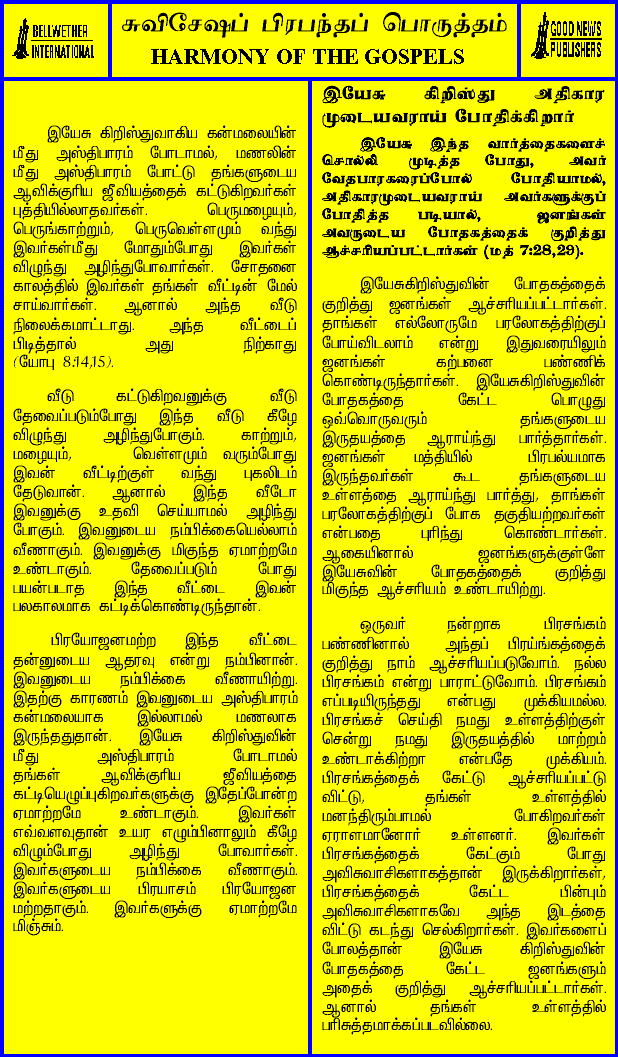 BELLWETHER
INTERNATIONAL
சுவிசேஷப் பிரபந்தப் பொருத்தம்
HARMONY OF THE GOSPELS
GOOD NEWS
PUBLISHERS
இயேசு கிறிஸ்துவாகிய கன்மலையின்
மீது அஸ்திபாரம் போடாமல், மணலின்
மீது அஸ்திபாரம் போட்டு தங்களுடைய
ஆவிக்குரிய ஜீவியத்தைக் கட்டுகிறவர்கள்
புத்தியில்லாதவர்கள். பெருமழையும்,
பெருங்காற்றும், பெருவெள்ளமும் வந்து
இவர்கள்மீது மோதும்போது இவர்கள்
விழுந்து அழிந்துபோவார்கள். சோதனை
காலத்தில் இவர்கள் தங்கள் வீட்டின் மேல்
சாய்வார்கள். ஆனால் அந்த வீடு
நிலைக்கமாட்டாது. அந்த வீட்டைப்
பிடித்தால் அது நிற்காது
(யோபு 8:14,15).
வீடு கட்டுகிறவனுக்கு வீடு
தேவைப்படும்போது இந்த வீடு கீழே
விழுந்து அழிந்துபோகும். காற்றும்,
மழையும், வெள்ளமும் வரும்போது
இவன் வீட்டிற்குள் வந்து புகலிடம்
தேடுவான். ஆனால் இந்த வீடோ
இவனுக்கு உதவி செய்யாமல் அழிந்து
போகும். இவனுடைய நம்பிக்கையெல்லாம்
வீணாகும். இவனுக்கு மிகுந்த ஏமாற்றமே
உண்டாகும். தேவைப்படும் போது
பயன்படாத இந்த வீட்டை இவன்
பலகாலமாக கட்டிக்கொண்டிருந்தான்.
பிரயோஜனமற்ற இந்த வீட்டை
தன்னுடைய ஆதரவு என்று நம்பினான்.
இவனுடைய நம்பிக்கை வீணாயிற்று.
இதற்கு காரணம் இவனுடைய அஸ்திபாரம்
கன்மலையாக இல்லாமல் மணலாக
இருந்ததுதான். இயேசு கிறிஸ்துவின்
மீது அஸ்திபாரம் போடாமல்
தங்கள் ஆவிக்குரிய ஜீவியத்தை
கட்டியெழுப்புகிறவர்களுக்கு இதேப்போன்ற
ஏமாற்றமே உண்டாகும். இவர்கள்
எவ்வளவுதான் உயர எழும்பினாலும் கீழே
விழும்போது அழிந்து போவார்கள்.
இவர்களுடைய நம்பிக்கை வீணாகும்.
இவர்களுடைய பிரயாசம் பிரயோஜன
மற்றதாகும். இவர்களுக்கு ஏமாற்றமே
மிஞ்சும்.
இயேசு கிறிஸ்து அதிகார
முடையவராய் போதிக்கிறார்
இயேசு இந்த வார்த்தைகளைச்
சொல்லி முடித்த போது, அவர்
வேதபாரகரைப்போல் போதியாமல்,
அதிகாரமுடையவராய் அவர்களுக்குப்
போதித்த படியால், ஜனங்கள்
அவருடைய போதகத்தைக் குறித்து
ஆச்சரியப்பட்டார்கள் (மத் 7:28,29).
இயேசுகிறிஸ்துவின் போதகத்தைக்
குறித்து ஜனங்கள் ஆச்சரியப்பட்டார்கள்.
தாங்கள் எல்லோருமே பரலோகத்திற்குப்
போய்விடலாம் என்று இதுவரையிலும்
ஜனங்கள் கற்பனை பண்ணிக்
கொண்டிருந்தார்கள். இயேசுகிறிஸ்துவின்
போதகத்தை கேட்ட பொழுது
ஒவ்வொருவரும் தங்களுடைய
இருதயத்தை ஆராய்ந்து பார்த்தார்கள்.
ஜனங்கள் மத்தியில் பிரபல்யமாக
இருந்தவர்கள் கூட தங்களுடைய
உள்ளத்தை ஆராய்ந்து பார்த்து, தாங்கள்
பரலோகத்திற்குப் போக தகுதியற்றவர்கள்
என்பதை புரிந்து கொண்டார்கள்.
ஆகையினால் ஜனங்களுக்குள்ளே
இயேசுவின் போதகத்தைக் குறித்து
மிகுந்த ஆச்சரியம் உண்டாயிற்று.
ஒருவர் நன்றாக பிரசங்கம்
பண்ணினால் அந்தப் பிரய்ங்கத்தைக்
குறித்து நாம் ஆச்சரியப்படுவோம். நல்ல
பிரசங்கம் என்று பாராட்டுவோம். பிரசங்கம்
எப்படியிருந்தது என்பது முக்கியமல்ல.
பிரசங்கச் செய்தி நமது உள்ளத்திற்குள்
சென்று நமது இருதயத்தில் மாற்றம்
உண்டாக்கிற்றா என்பதே முக்கியம்.
பிரசங்கத்தைக் கேட்டு ஆச்சரியப்பட்டு
விட்டு, தங்கள் உள்ளத்தில்
மனந்திரும்பாமல் போகிறவர்கள்
ஏராளமானோர் உள்ளனர். இவர்கள்
பிரசங்கத்தைக் கேட்கும் போது
அவிசுவாசிகளாகத்தான் இருக்கிறார்கள்,
பிரசங்கத்தைக் கேட்ட பின்பும்
அவிசுவாசிகளாகவே அந்த இடத்தை
விட்டு கடந்து செல்கிறார்கள். இவர்களைப்
போலத்தான் இயேசு கிறிஸ்துவின்
போதகத்தை கேட்ட ஜனங்களும்
அதைக் குறித்து ஆச்சரியப்பட்டார்கள்.
ஆனால் தங்கள் உள்ளத்தில்
பரிசுத்தமாக்கப்படவில்லை.